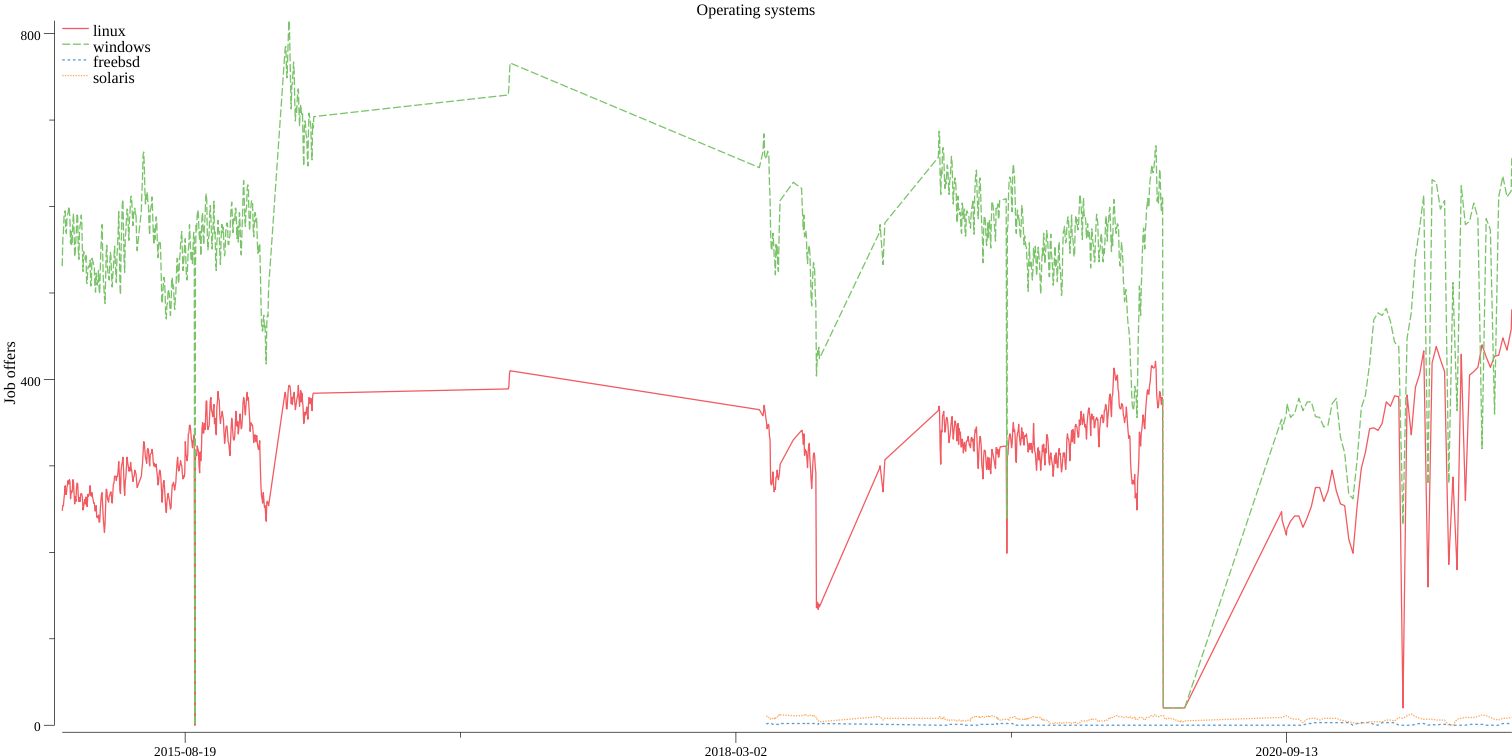 Operating systems
800
linux
windows
freebsd
solaris
Job offers
400
0
2015-08-19
2018-03-02
2020-09-13